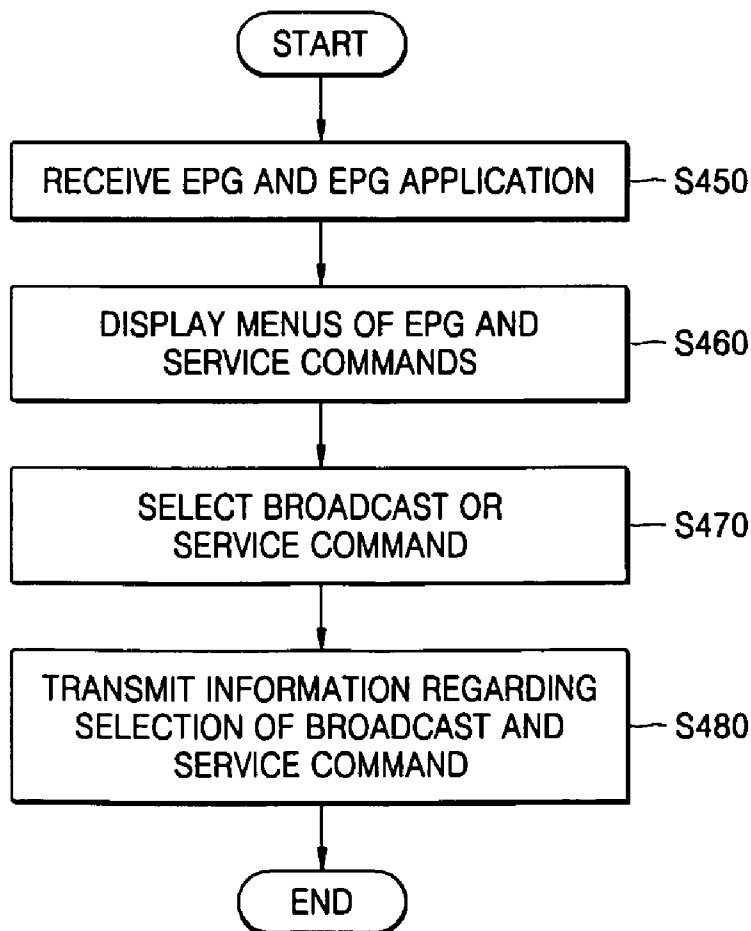 START
RECEIVE EPG AND EPG APPLICATION
S450
DISPLAY MENUS OF EPG AND
SERVICE COMMANDS
S460
SELECT BROADCAST OR
SERVICE COMMAND
S470
TRANSMIT INFORMATION REGARDING
SELECTION OF BROADCAST AND
SERVICE COMMAND
S480
END